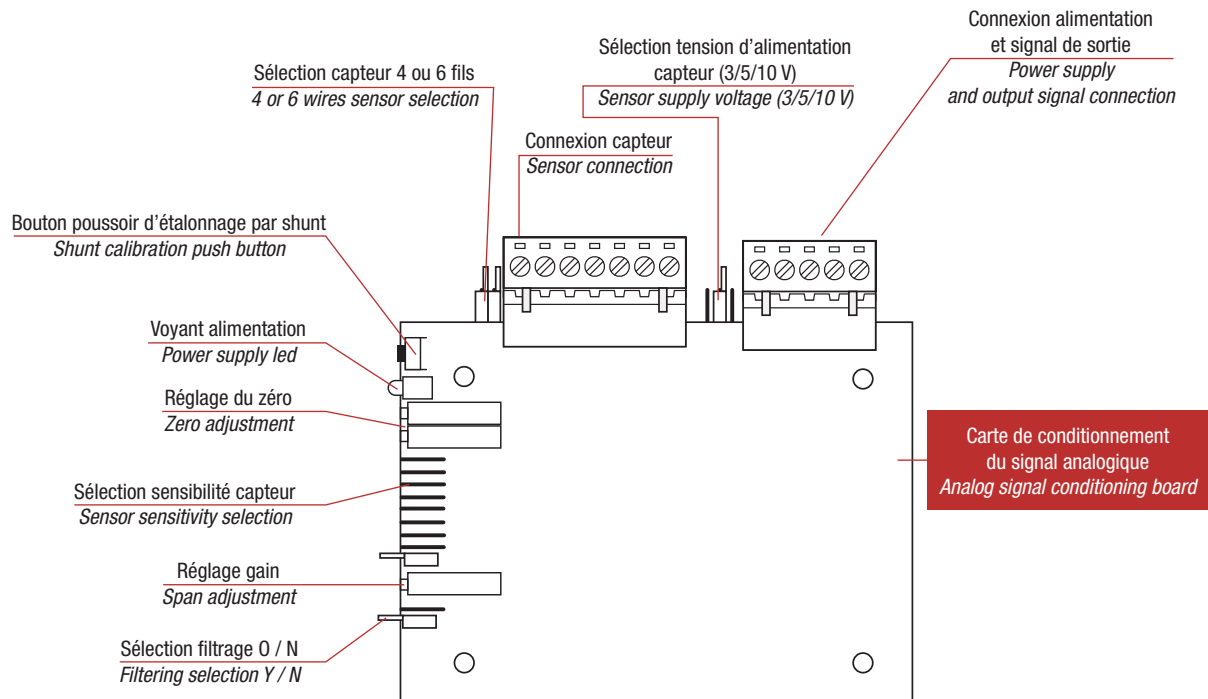 Connexion alimentation
et signal de sortie
Power supply
and output signal connection
Sélection tension d'alimentation
capteur (3/5/10 V)
Sensor supply voltage (3/5/10 V)
Sélection capteur 4 ou 6 fils
4 or 6 wires sensor selection
Connexion capteur
Sensor connection
Bouton poussoir d'étalonnage par shunt
Shunt calibration push button
Voyant alimentation
Power supply led
Réglage du zéro
Zero adjustment
Carte de conditionnement
du signal analogique
Analog signal conditioning board
Sélection sensibilité capteur
Sensor sensitivity selection
Réglage gain
Span adjustment
Sélection filtrage O / N
Filtering selection Y / N